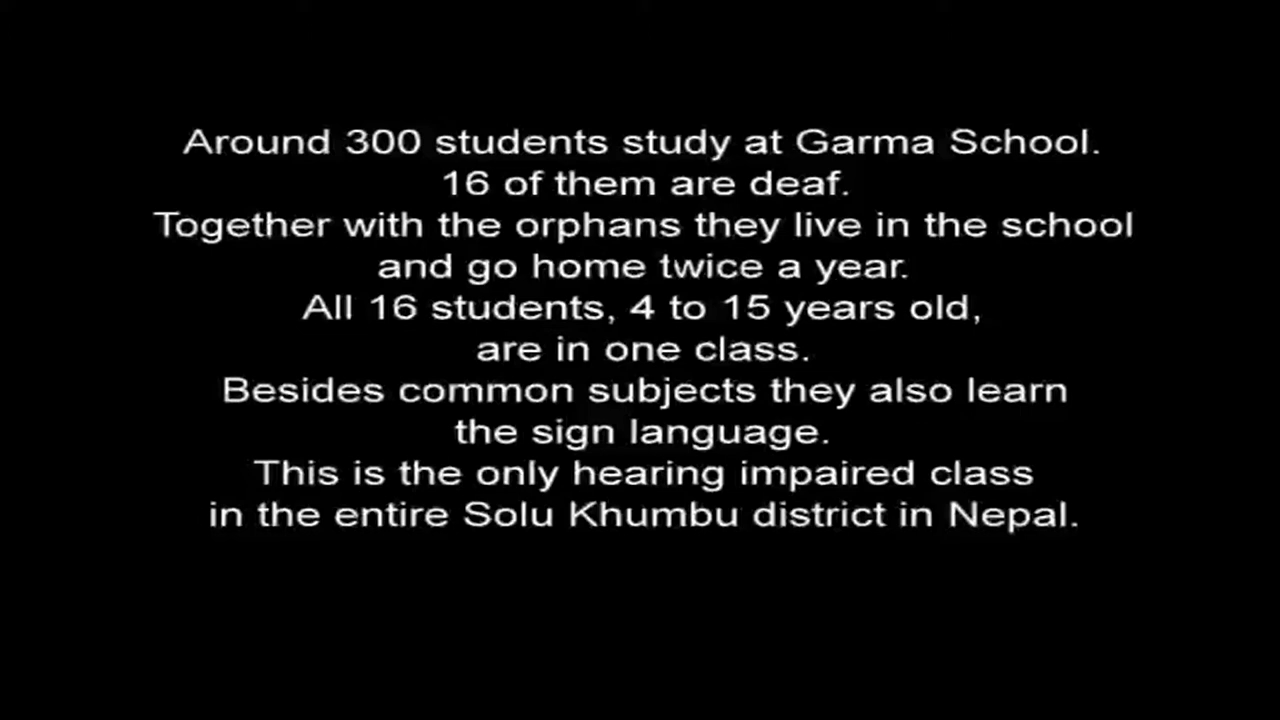 Around 300 students study at Garma School.
16 of them are deaf.
Together with the orphans they live in the school
and go home twice a year.
All 16 students, 4 to 15 years old,
are in one class.
Besides common subjects they also learn
the sign language.
This is the only hearing impaired class
in the entire Solu Khumbu district in Nepal.